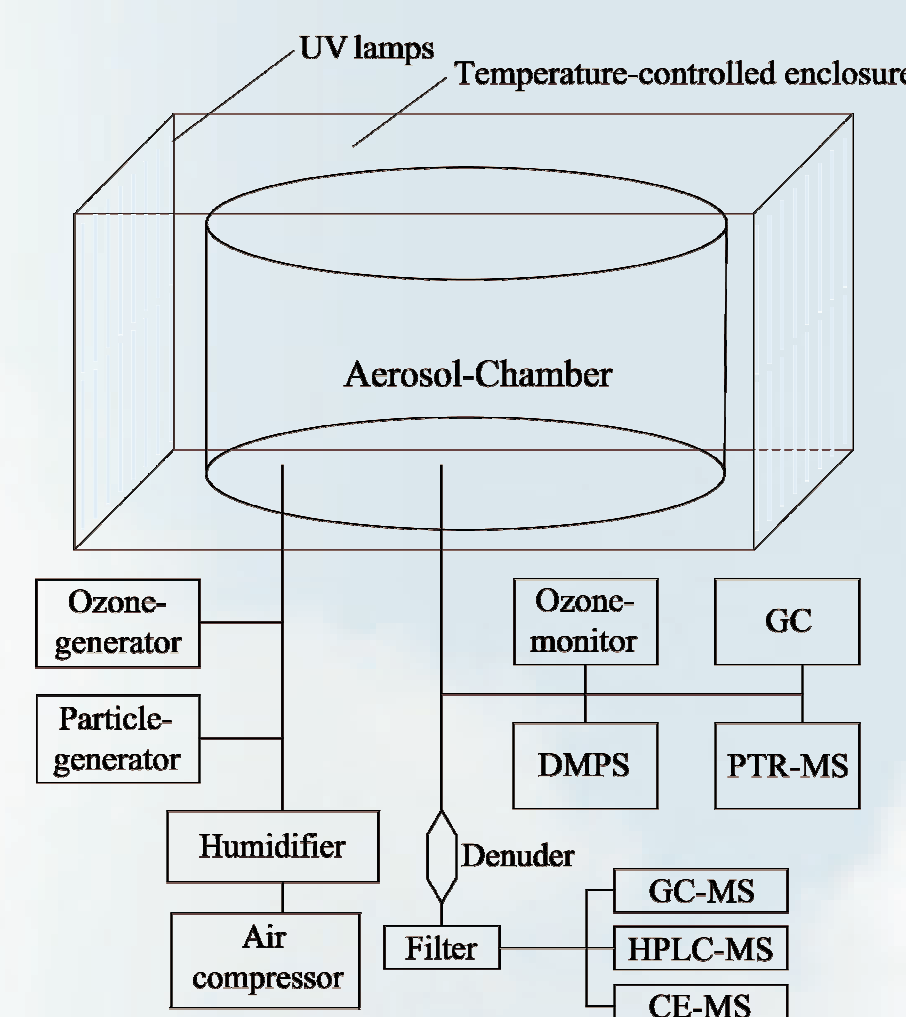 UV lamps
Temperature-controlled enclosure
Aerosol-Chamber
Ozone-
generator
Ozone-
monitor
GC
Particle-
generator
DMPS
PTR-MS
Humidifier
Denuder
GC-MS
Air
compressor
Filter
HPLC-MS
CE-MS